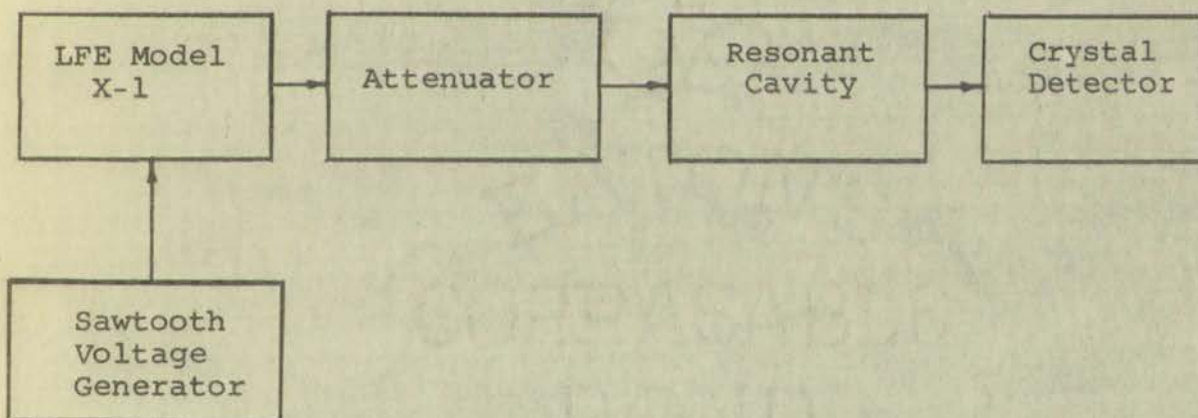 LFE Model
X-1
Attenuator
Resonant
Cavity
Crystal
Detector
Sawtooth
Voltage
Generator